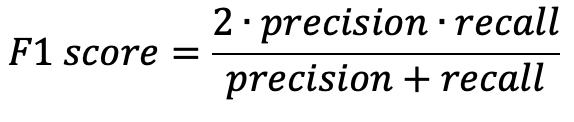 F1 score = 2 · precision · recall / precision + recall